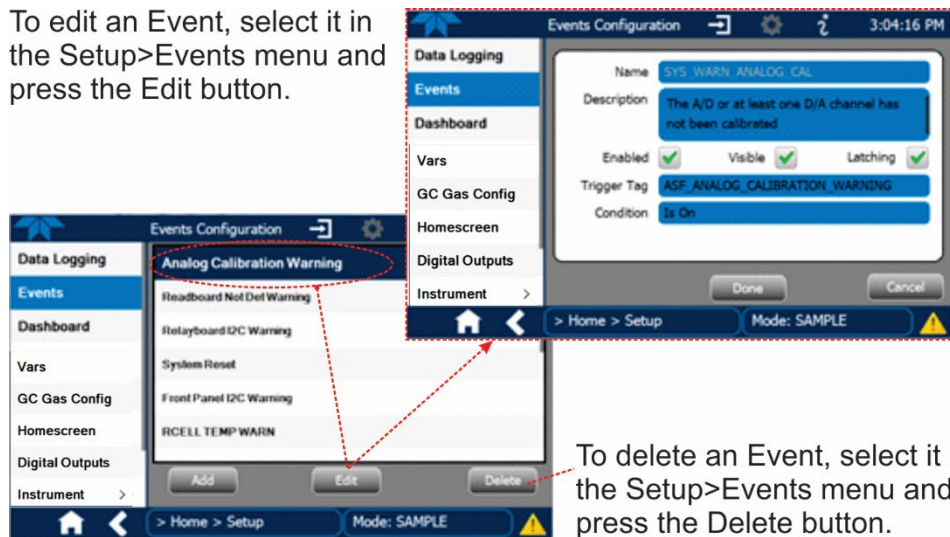 To edit an Event, select it in
the Setup>Events menu and
press the Edit button.
Events Configuration
3:04:16 PM
Data Logging
Events
Dashboard
Vars
GC Gas Config
Homescreen
Digital Outputs
Instrument >
Name SYS_WARN_ANALOG_CAL
Description The A/D or at least one D/A channel has
not been calibrated
Enabled Visible Latching
Trigger Tag ASF_ANALOG_CALIBRATION_WARNING
Condition Is On
Done Cancel
> Home > Setup Mode: SAMPLE
Events Configuration
Data Logging
Events
Dashboard
Vars
GC Gas Config
Homescreen
Digital Outputs
Instrument >
Analog Calibration Warning
Readboard Not Det Warning
Relayboard I2C Warning
System Reset
Front Panel I2C Warning
RCELL TEMP WARN
Add Edit Delete
> Home > Setup Mode: SAMPLE
To delete an Event, select it
the Setup>Events menu and
press the Delete button.